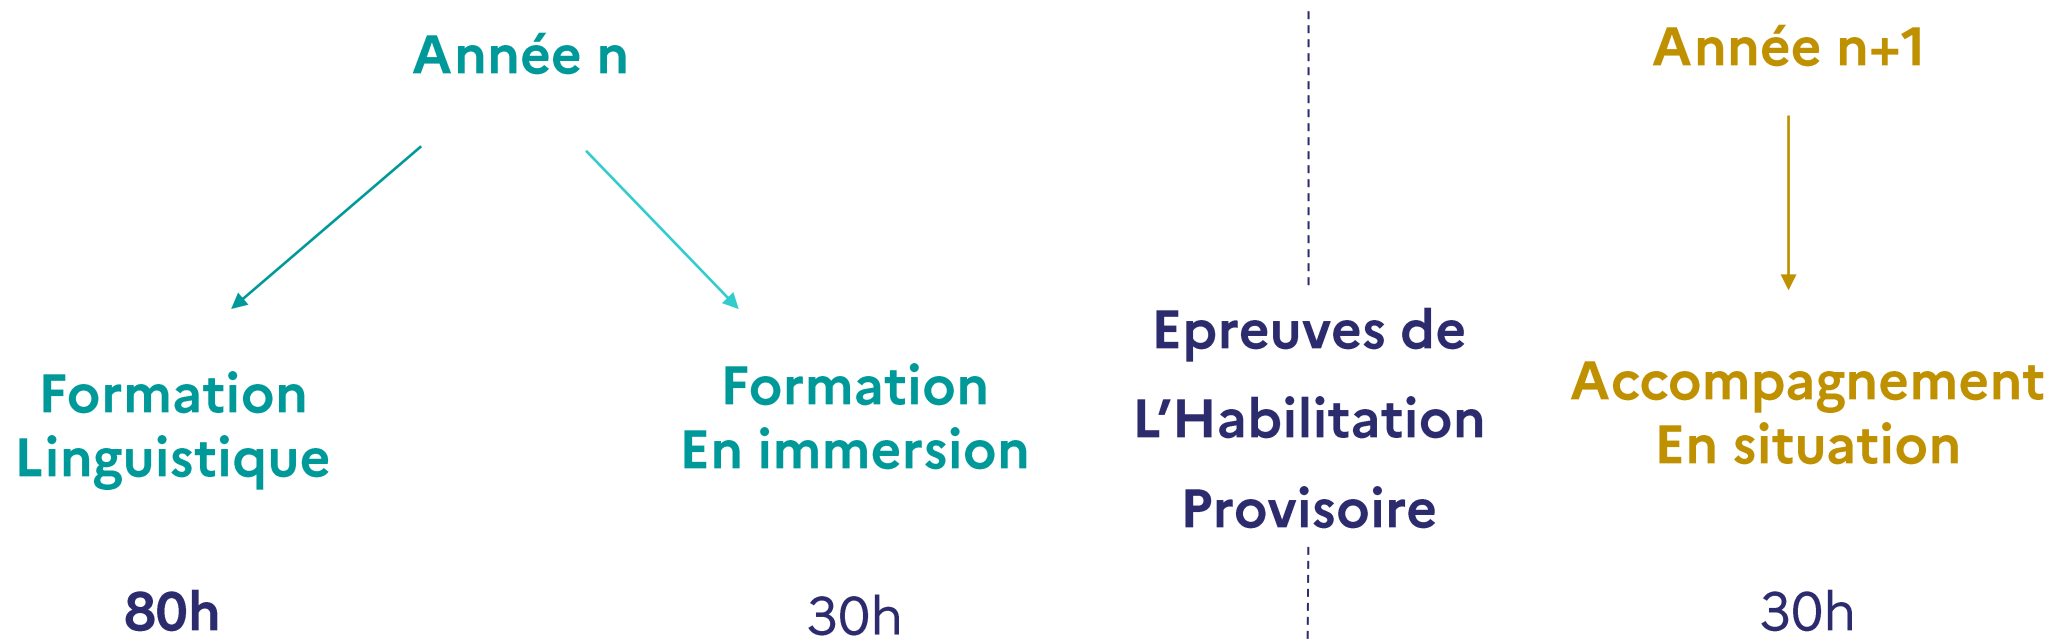 Année n
Formation
Linguistique
80h
Formation
En immersion
30h
Epreuves de
L’Habilitation
Provisoire
Année n+1
Accompagnement
En situation
30h